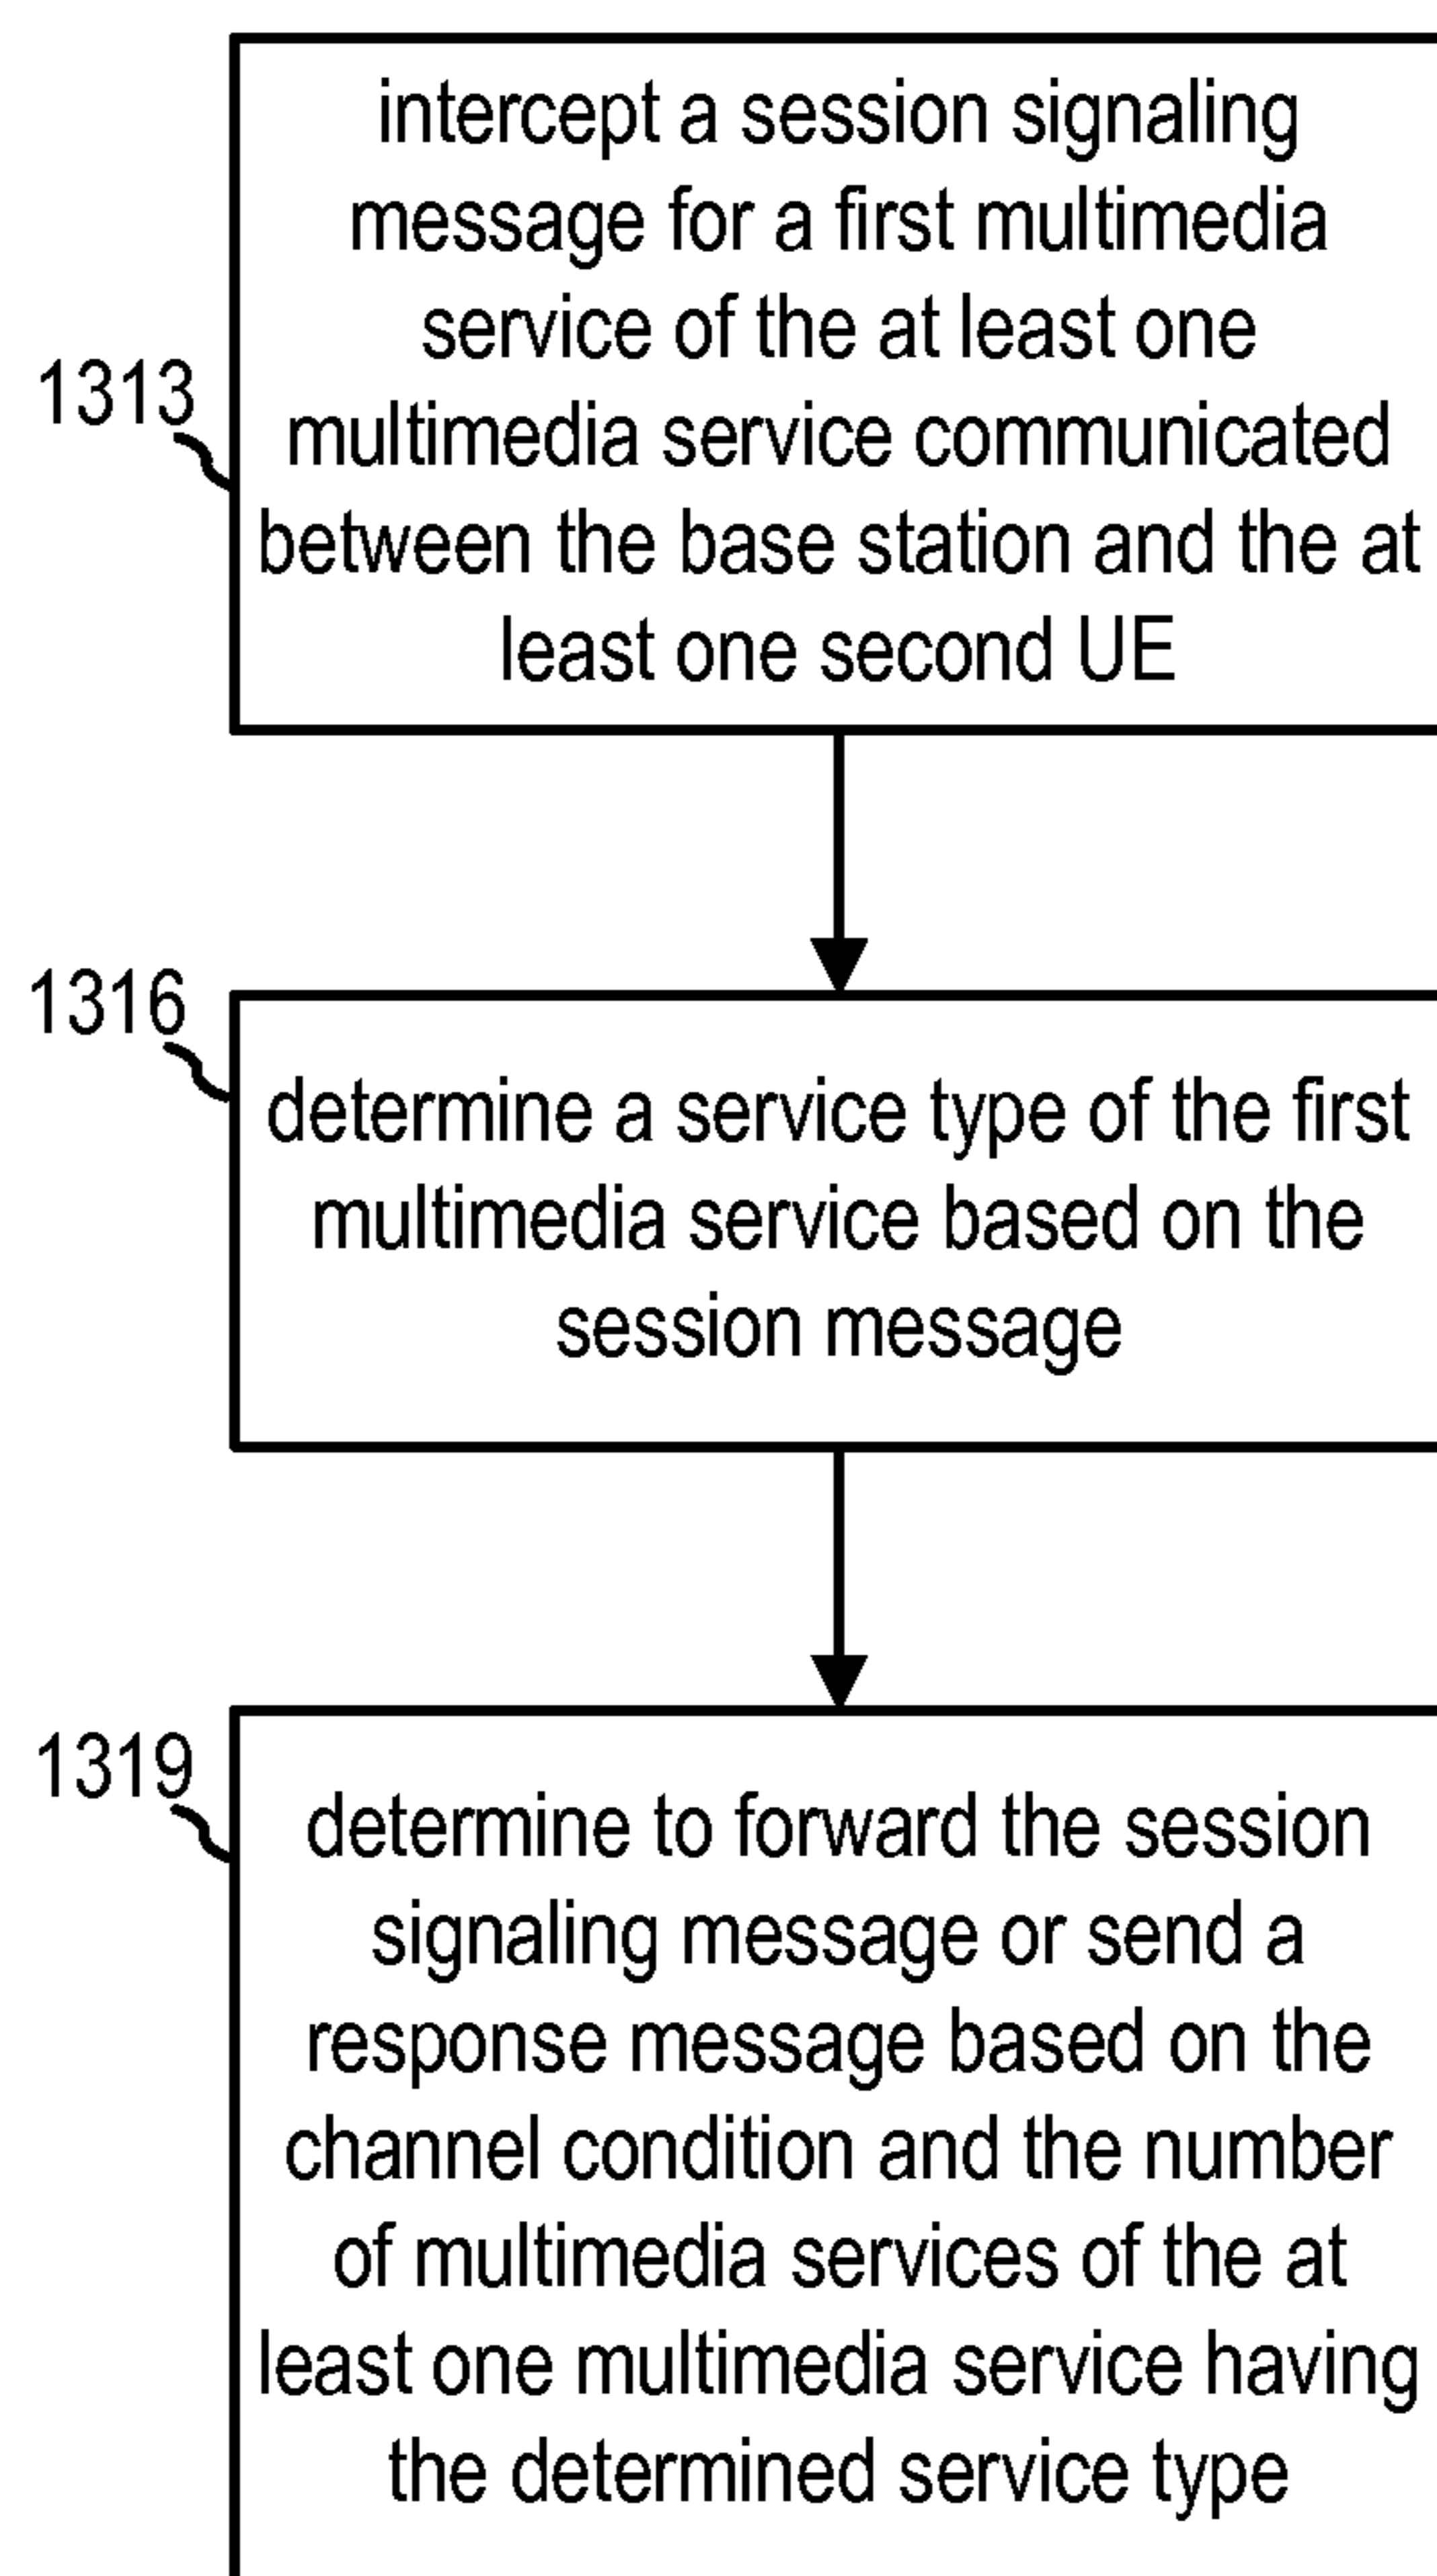 intercept a session signaling
message for a first multimedia
service of the at least one
1313
multimedia service communicated
between the base station and the at
least one second UE
1316
determine a service type of the first
multimedia service based on the
session message
1319
determine to forward the session
signaling message or send a
response message based on the
channel condition and the number
of multimedia services of the at
least one multimedia service having
the determined service type